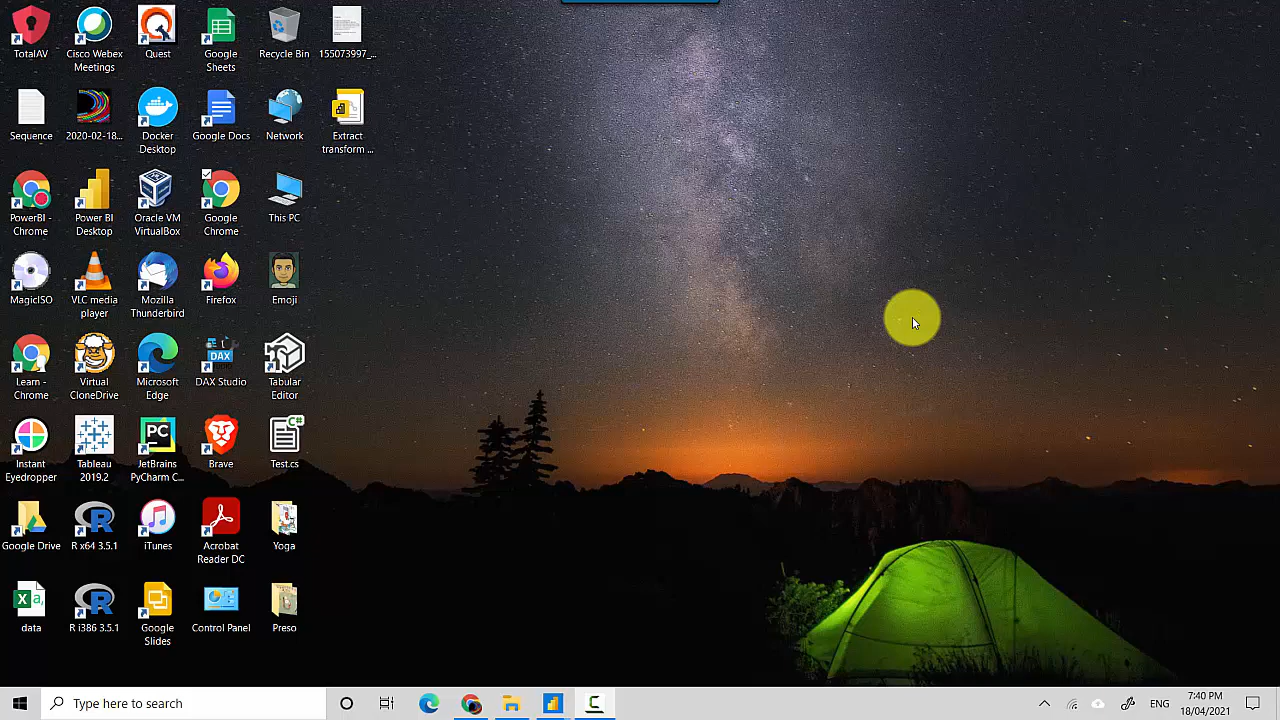 TotalAV
Cisco Webex
Meetings
Quest
Google
Sheets
Recycle Bin
155073997_...
Sequence
2020-02-18...
Docker
Desktop
Google Docs
Network
Extract
transform ...
PowerBI -
Chrome
Power BI
Desktop
Oracle VM
VirtualBox
Google
Chrome
This PC
MagicISO
VLC media
player
Mozilla
Thunderbird
Firefox
Emoji
Learn -
Chrome
Virtual
CloneDrive
Microsoft
Edge
DAX
DAX Studio
Tabular
Editor
Instant
Eyedropper
Tableau
2019.2
PC
JetBrains
PyCharm C...
Brave
C#
Test.cs
Google Drive
R x64 3.5.1
iTunes
Acrobat
Reader DC
Yoga
data
R i386 3.5.1
Google
Slides
Control Panel
Preso
Type here to search
7:40 PM
18/04/2021